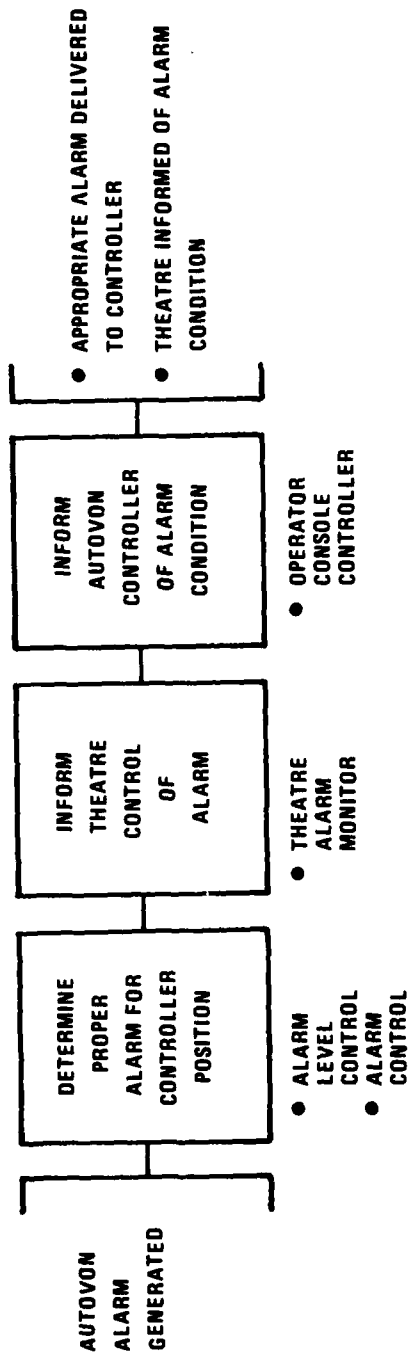 AUTOVON
ALARM
GENERATED
DETERMINE
PROPER
ALARM FOR
CONTROLLER
POSITION
● ALARM
LEVEL
CONTROL
● ALARM
CONTROL
INFORM
THEATRE
CONTROL
OF
ALARM
● THEATRE
ALARM
MONITOR
INFORM
AUTOVON
CONTROLLER
OF ALARM
CONDITION
● OPERATOR
CONSOLE
CONTROLLER
● APPROPRIATE ALARM DELIVERED
TO CONTROLLER
● THEATRE INFORMED OF ALARM
CONDITION